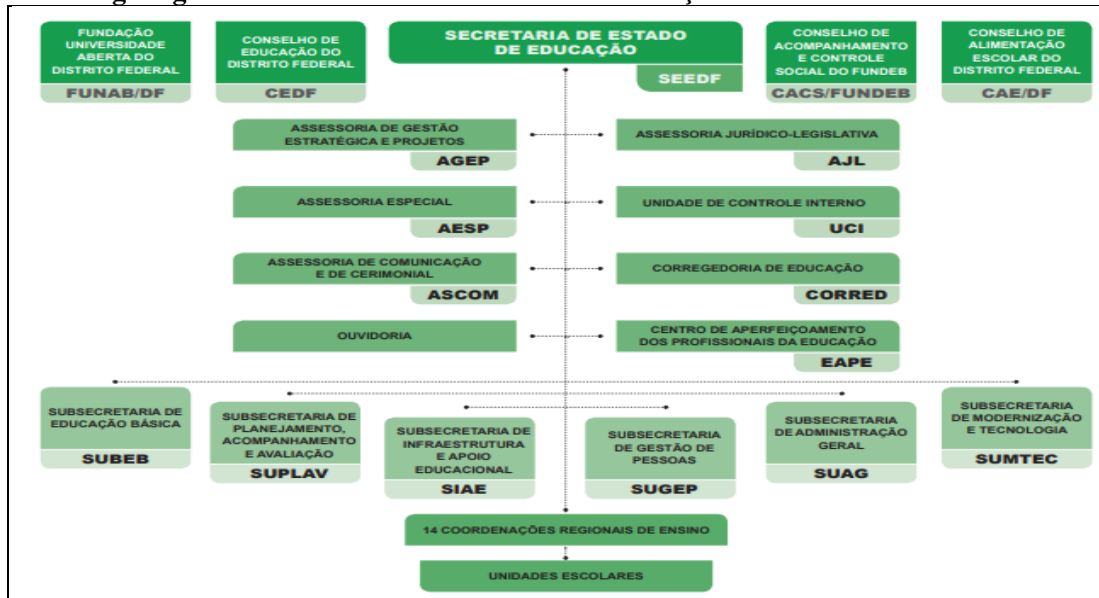 FUNDAÇÃO
UNIVERSIDADE
ABERTA DO
DISTRITO FEDERAL
FUNAB/DF
CONSELHO DE
EDUCAÇÃO DO
DISTRITO FEDERAL
CEDF
SECRETARIA DE ESTADO
DE EDUCAÇÃO
SEEDF
CONSELHO DE
ACOMPANHAMENTO
E CONTROLE
SOCIAL DO FUNDEB
CACS/FUNDEB
CONSELHO DE
ALIMENTAÇÃO
ESCOLAR DO
DISTRITO FEDERAL
CAE/DF
ASSESSORIA DE GESTÃO
ESTRATÉGICA E PROJETOS
AGEP
ASSESSORIA JURÍDICO-LEGISLATIVA
AJL
ASSESSORIA ESPECIAL
AESP
UNIDADE DE CONTROLE INTERNO
UCI
ASSESSORIA DE COMUNICAÇÃO
E DE CERIMONIAL
ASCOM
CORREGEDORIA DE EDUCAÇÃO
CORRED
OUVIDORIA
CENTRO DE APERFEIÇOAMENTO
DOS PROFISSIONAIS DA EDUCAÇÃO
EAPE
SUBSECRETARIA DE
EDUCAÇÃO BÁSICA
SUBEB
SUBSECRETARIA DE
PLANEJAMENTO,
ACOMPANHAMENTO
E AVALIAÇÃO
SUPLAV
SUBSECRETARIA DE
INFRAESTRUTURA
E APOIO
EDUCACIONAL
SIAE
SUBSECRETARIA
DE GESTÃO DE
PESSOAS
SUGEP
SUBSECRETARIA
DE ADMINISTRAÇÃO
GERAL
SUAG
SUBSECRETARIA
DE MODERNIZAÇÃO
E TECNOLOGIA
SUMTEC
14 COORDENAÇÕES REGIONAIS DE ENSINO
UNIDADES ESCOLARES